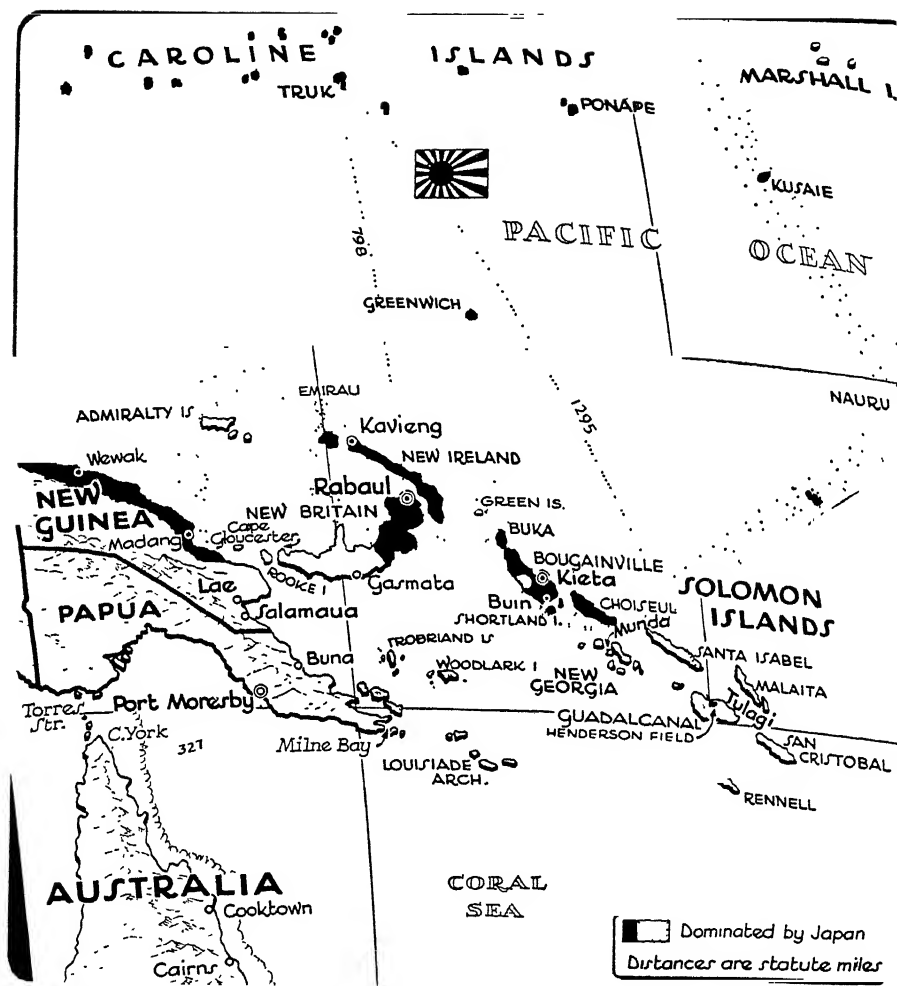 CAROLINE ISLANDS
MARSHALL I
TRUK
PONAPE
KUSAIE
798
PACIFIC
OCEAN
GREENWICH
1295
NAURU
EMIRAU
ADMIRALTY IS
Kavieng
Wewak
NEW IRELAND
NEW
GUINEA
Rabaul
NEW BRITAIN
GREEN IS.
BUKA
Madang
Cape
Gloucester
BOUGAINVILLE
Kieta
ROOKE I
Gasmata
Lae
Salamaua
Buin
SHORTLAND I.
CHOISEUL
Munda
SOLOMON
ISLANDS
PAPUA
TROBRIAND IS
WOODLARK I
NEW
GEORGIA
SANTA ISABEL
MALAITA
Buna
Port Moresby
Torres
Str.
C.York
327
Milne Bay
GUADALCANAL
HENDERSON FIELD
Tulagi
SAN
CRISTOBAL
LOUISIADE
ARCH.
RENNELL
AUSTRALIA
Cooktown
Cairns
CORAL
SEA
Dominated by Japan
Distances are statute miles